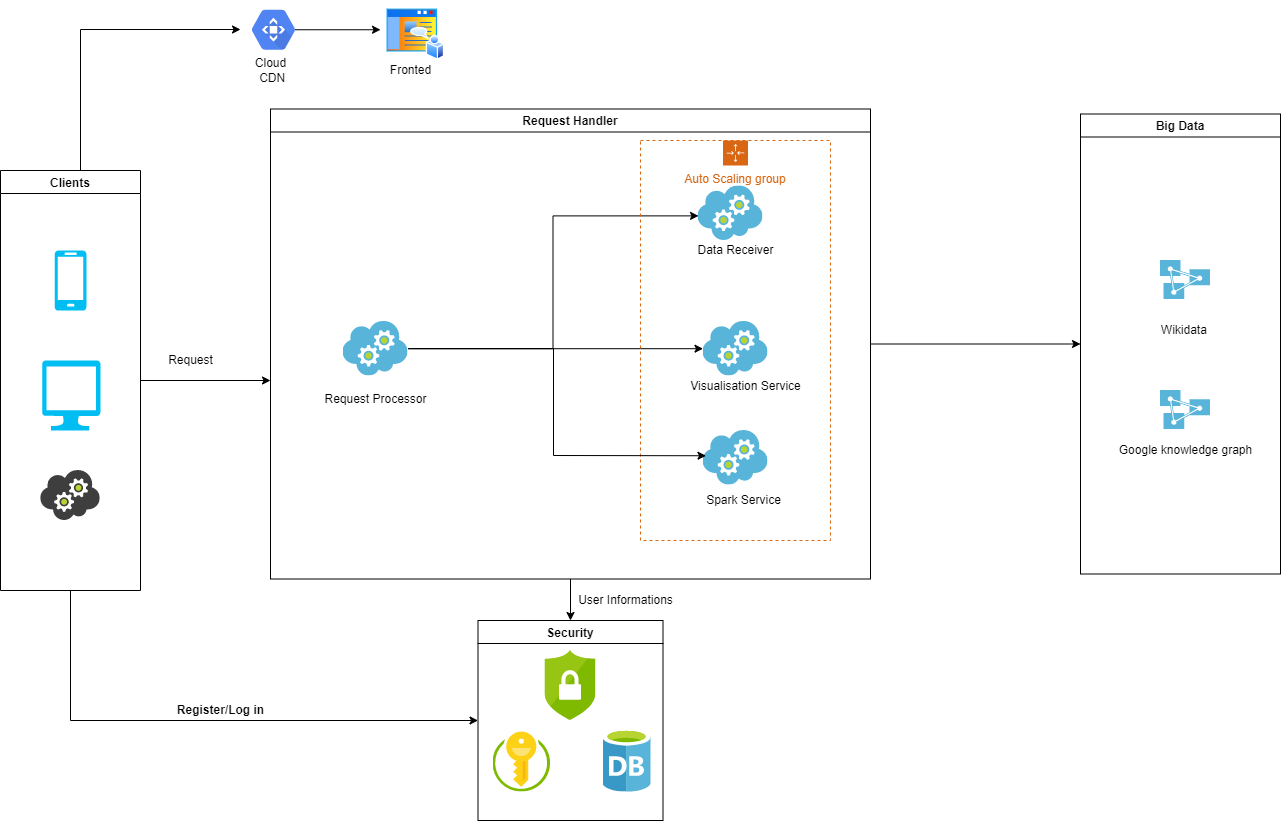 Cloud
CDN
Fronted
Request Handler
Big Data
Clients
Auto Scaling group
Data Receiver
Wikidata
Request
Visualisation Service
Request Processor
Google knowledge graph
Spark Service
User Informations
Security
Register/Log in
DB